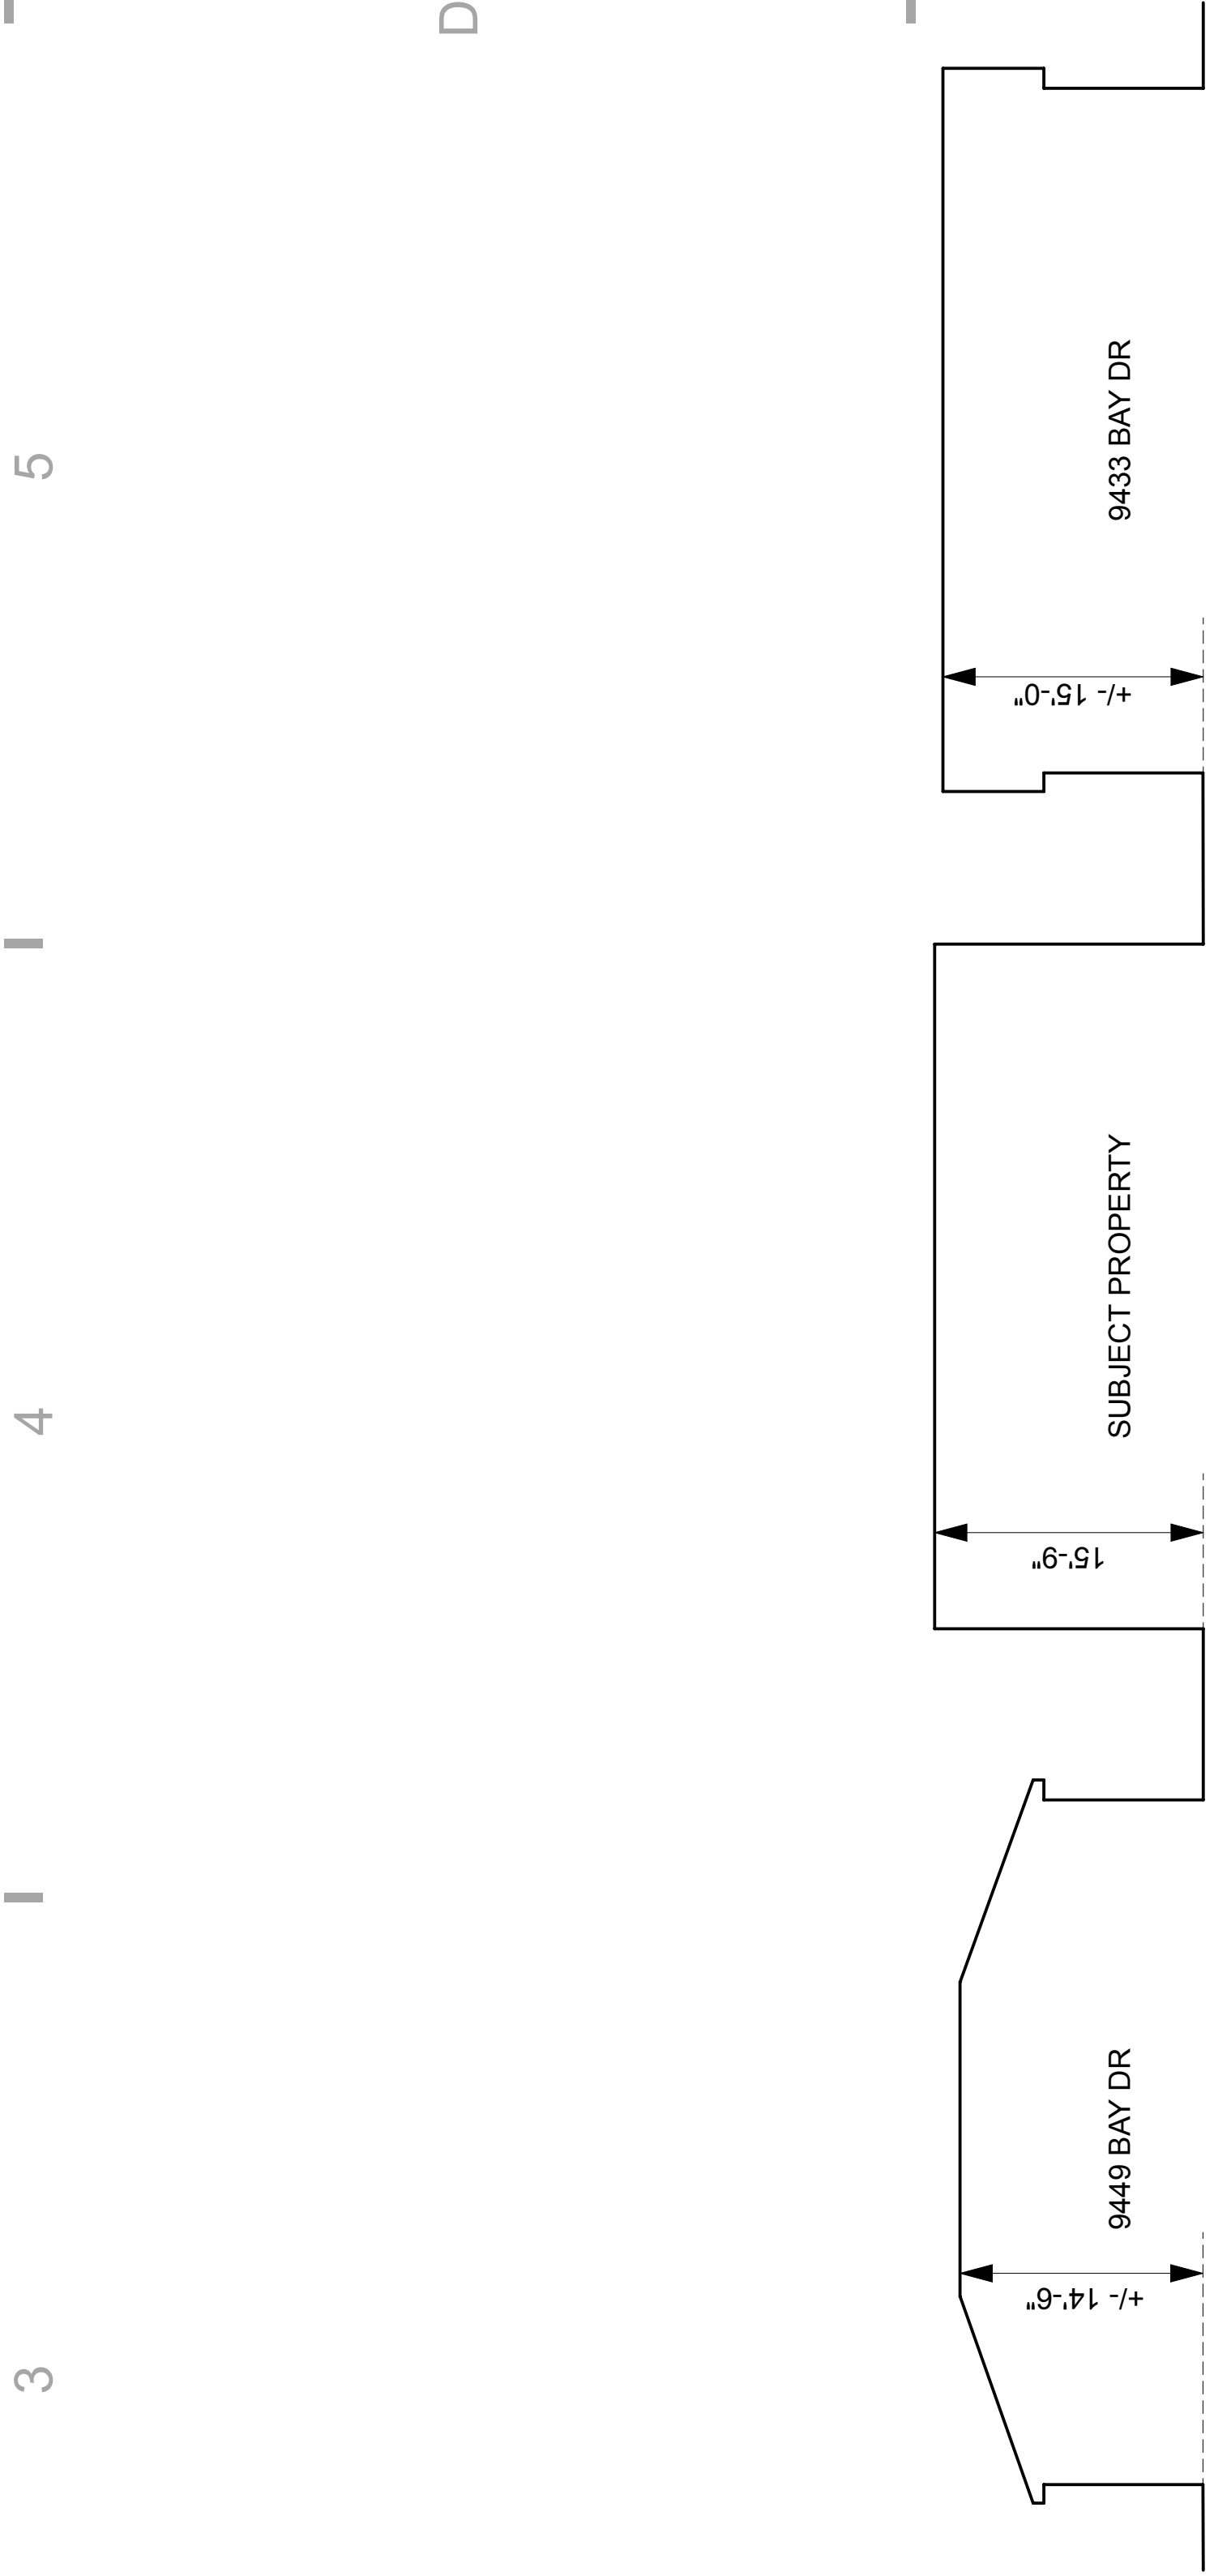 3
4
5
D
+/- 14'-6"
9449 BAY DR
15'-9"
SUBJECT PROPERTY
+/- 15'-0"
9433 BAY DR